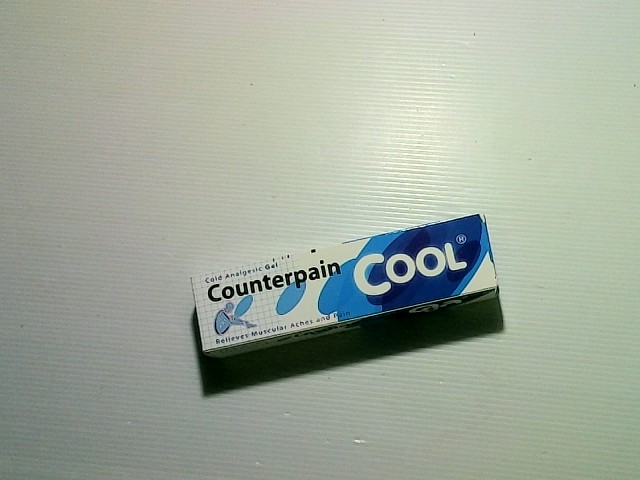 Cold Analgesic Gel
Counterpain COOL®
Relieves Muscular Aches and Pain